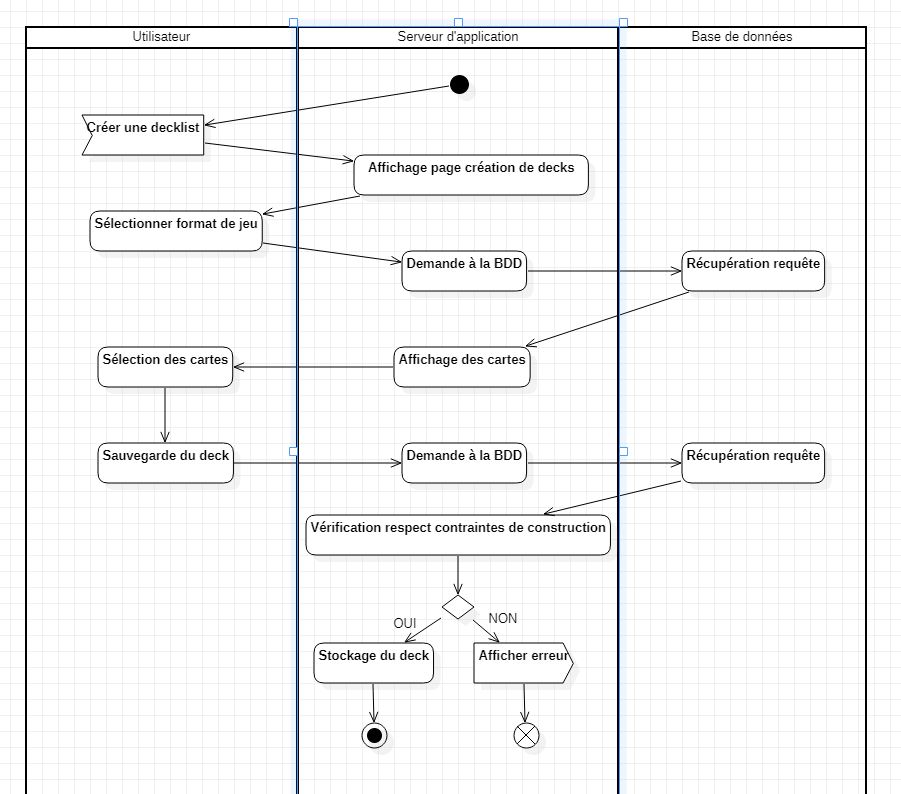 Utilisateur
Serveur d'application
Base de données
Créer une decklist
Affichage page création de decks
Sélectionner format de jeu
Demande à la BDD
Récupération requête
Affichage des cartes
Sélection des cartes
Sauvegarde du deck
Demande à la BDD
Récupération requête
Vérification respect contraintes de construction
OUI
NON
Stockage du deck
Afficher erreur